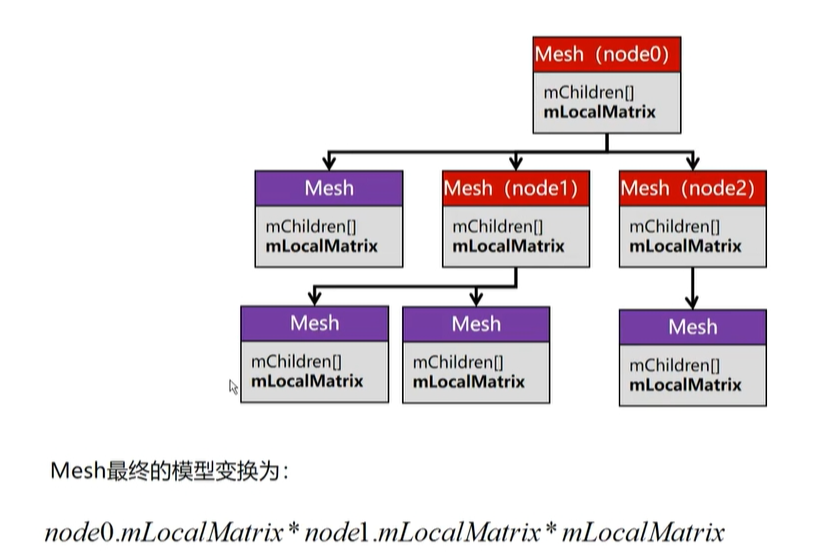 Mesh（node0）
mChildren[]
mLocalMatrix
Mesh
mChildren[]
mLocalMatrix
Mesh（node1）
mChildren[]
mLocalMatrix
Mesh（node2）
mChildren[]
mLocalMatrix
Mesh
mChildren[]
mLocalMatrix
Mesh
mChildren[]
mLocalMatrix
Mesh
mChildren[]
mLocalMatrix
Mesh最终的模型变换为：
node0.mLocalMatrix * node1.mLocalMatrix * mLocalMatrix